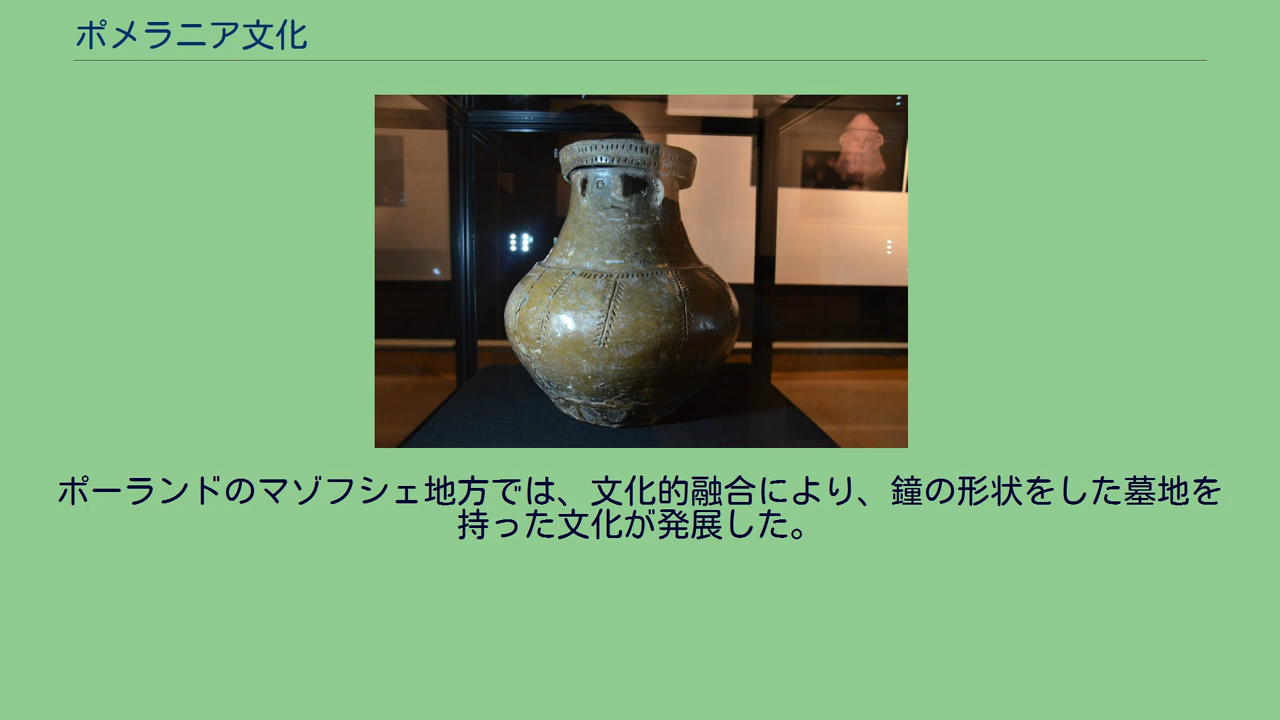 ポメラニア文化
ポーランドのマゾフシェ地方では、文化的融合により、鐘の形状をした墓地を
持った文化が発展した。